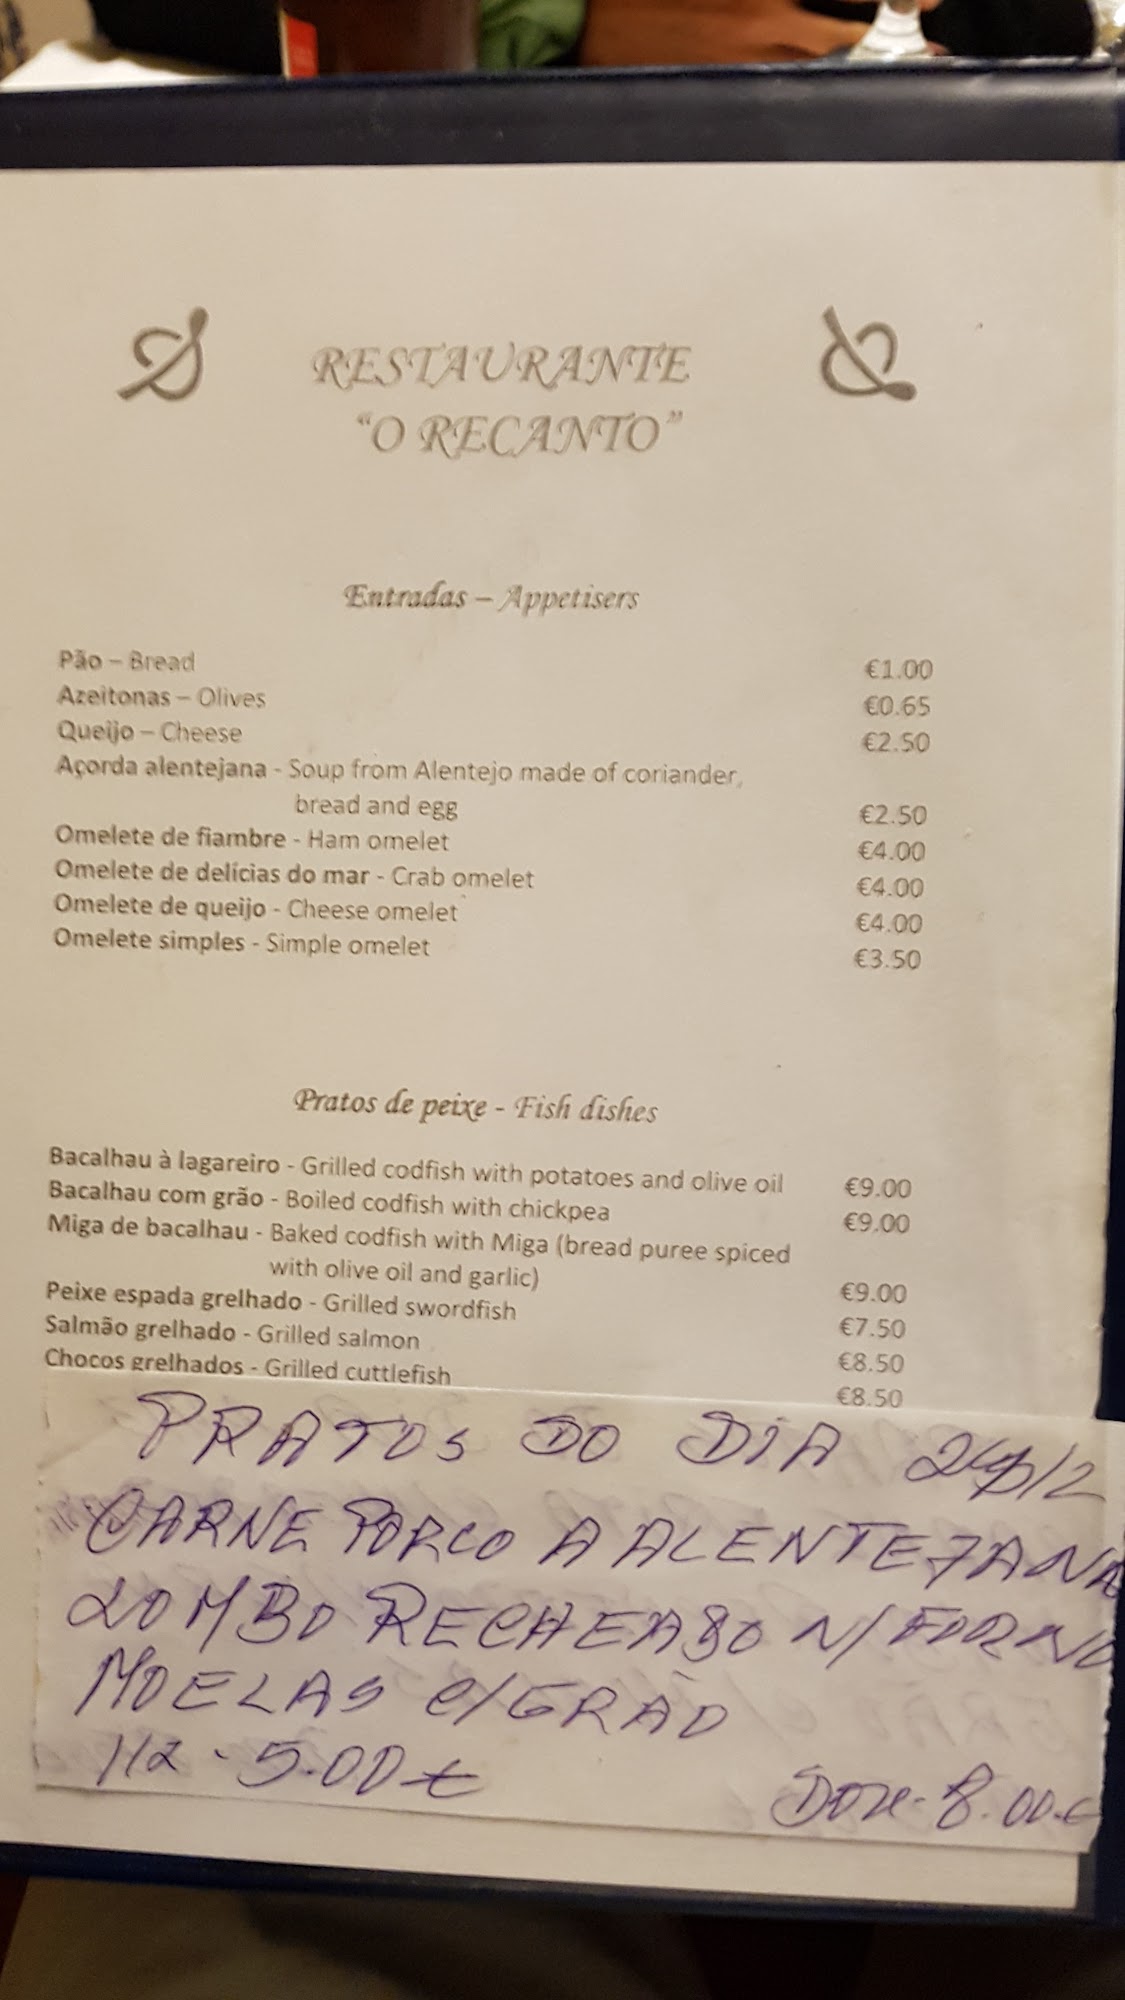 RESTAURANTE
"O RECANTO"
Entradas – Appetisers
Pão – Bread €1.00
Azeitonas – Olives €0.65
Queijo – Cheese €2.50
Açorda alentejana - Soup from Alentejo made of coriander,
bread and egg €2.50
Omelete de fiambre - Ham omelet €4.00
Omelete de delícias do mar - Crab omelet €4.00
Omelete de queijo - Cheese omelet €4.00
Omelete simples - Simple omelet €3.50
Pratos de peixe - Fish dishes
Bacalhau à lagareiro - Grilled codfish with potatoes and olive oil €9.00
Bacalhau com grão - Boiled codfish with chickpea €9.00
Miga de bacalhau - Baked codfish with Miga (bread puree spiced
with olive oil and garlic) €9.00
Peixe espada grelhado - Grilled swordfish €7.50
Salmão grelhado - Grilled salmon €8.50
Chocos grelhados - Grilled cuttlefish €8.50
PRATOS DO DIA
CARNE PORCO A ALENTEJANA
LOMBO RECHEADO N/FORNO
MOELAS C/GRÃO
1/2 - 5.00€ DOZE - 8.00€